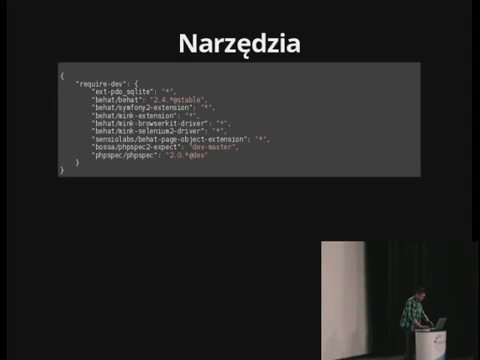 Narzędzia
{
"require-dev": {
"ext-pdo_sqlite": "*",
"behat/behat": "2.4.*@stable",
"behat/symfony2-extension": "*",
"behat/mink-extension": "*",
"behat/mink-browserkit-driver": "*",
"behat/mink-selenium2-driver": "*",
"sensiolabs/behat-page-object-extension": "*",
"bossa/phpspec2-expect": "dev-master",
"phpspec/phpspec": "2.0.*@dev"
}
}